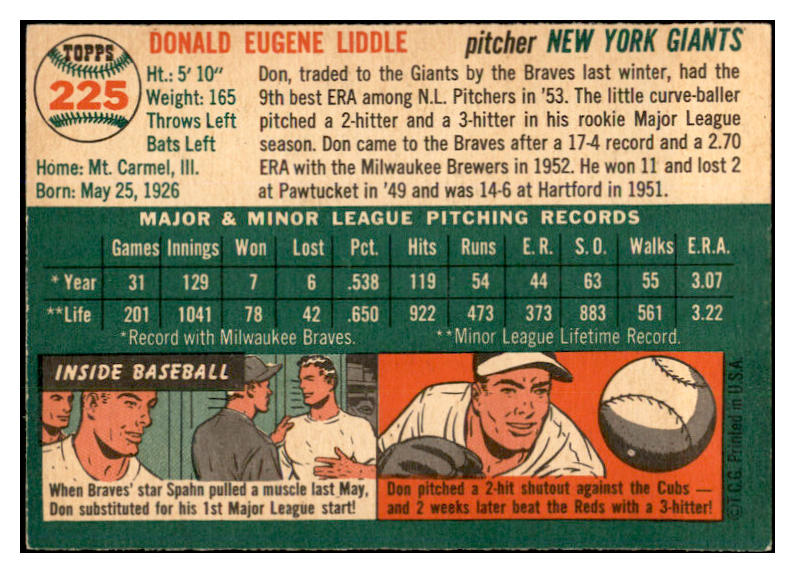 TOPPS
225
DONALD EUGENE LIDDLE
pitcher NEW YORK GIANTS
Ht.: 5' 10"
Weight: 165
Throws Left
Bats Left
Home: Mt. Carmel, Ill.
Born: May 25, 1926
Don, traded to the Giants by the Braves last winter, had the
9th best ERA among N.L. Pitchers in '53. The little curve-baller
pitched a 2-hitter and a 3-hitter in his rookie Major League
season. Don came to the Braves after a 17-4 record and a 2.70
ERA with the Milwaukee Brewers in 1952. He won 11 and lost 2
at Pawtucket in '49 and was 14-6 at Hartford in 1951.
MAJOR & MINOR LEAGUE PITCHING RECORDS
Games Innings Won Lost Pct. Hits Runs E.R. S.O. Walks E.R.A.
*Year 31 129 7 6 .538 119 54 44 63 55 3.07
**Life 201 1041 78 42 .650 922 473 373 883 561 3.22
*Record with Milwaukee Braves. **Minor League Lifetime Record.
INSIDE BASEBALL
When Braves' star Spahn pulled a muscle last May,
Don substituted for his 1st Major League start!
Don pitched a 2-hit shutout against the Cubs —
and 2 weeks later beat the Reds with a 3-hitter!
©T.C.G. Printed in U.S.A.